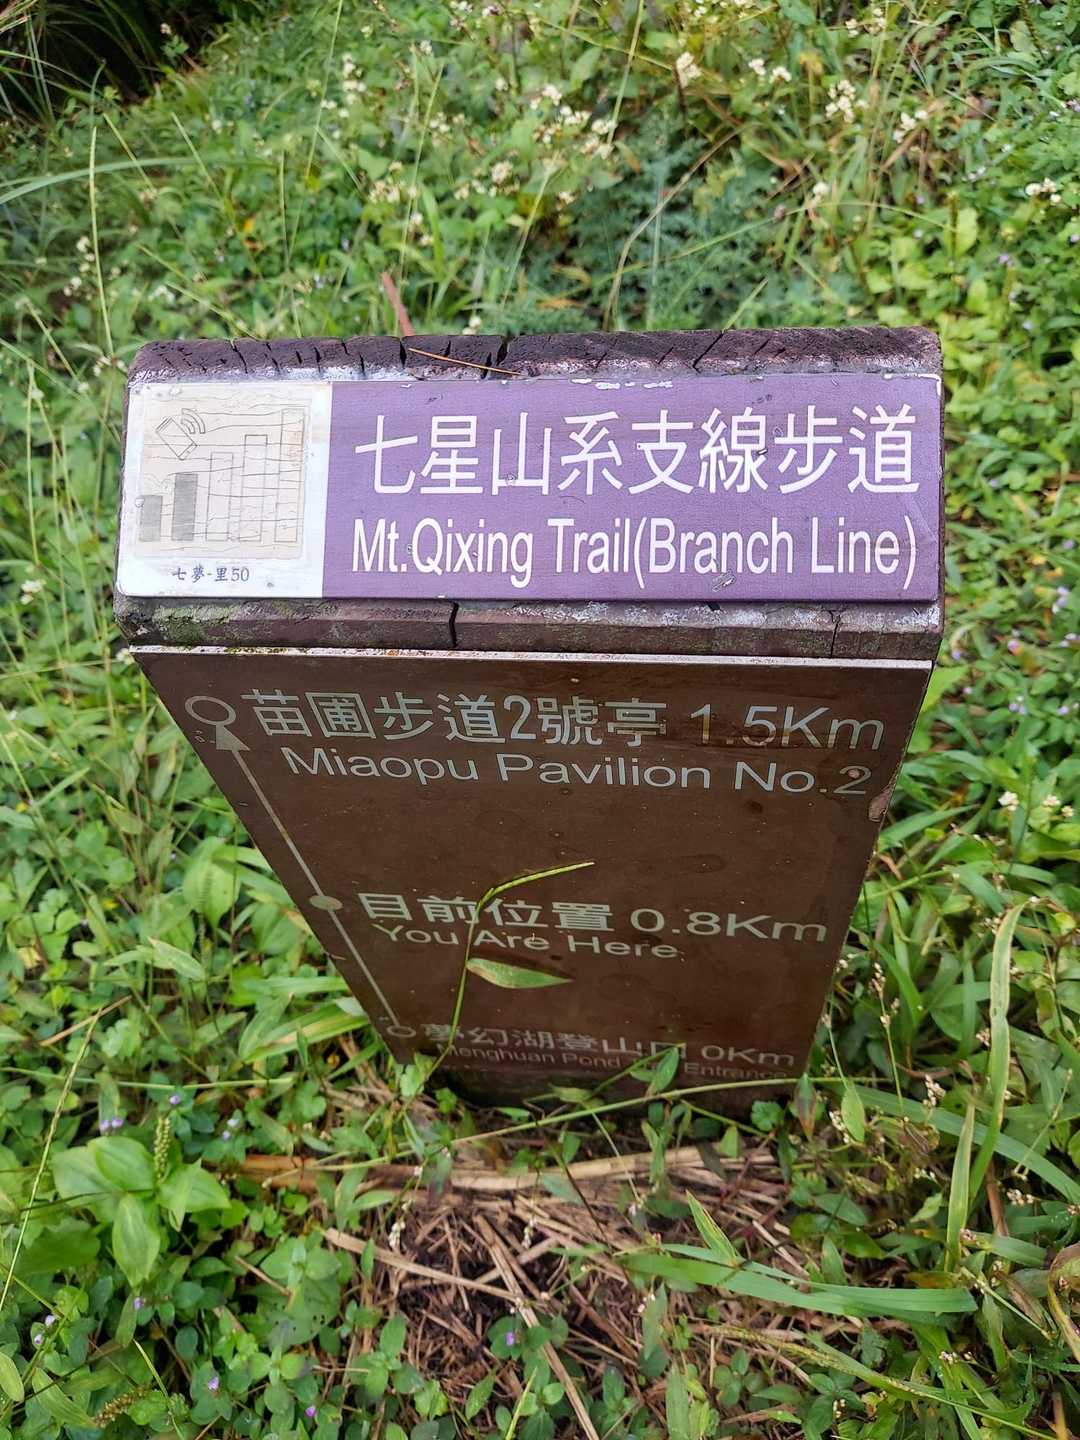 七星山系支線步道
Mt.Qixing Trail(Branch Line)
七夢-里50
苗圃步道2號亭 1.5Km
Miaopu Pavilion No.2
目前位置 0.8Km
You Are Here
夢幻湖登山口 0Km
Menghuan Pond Entrance